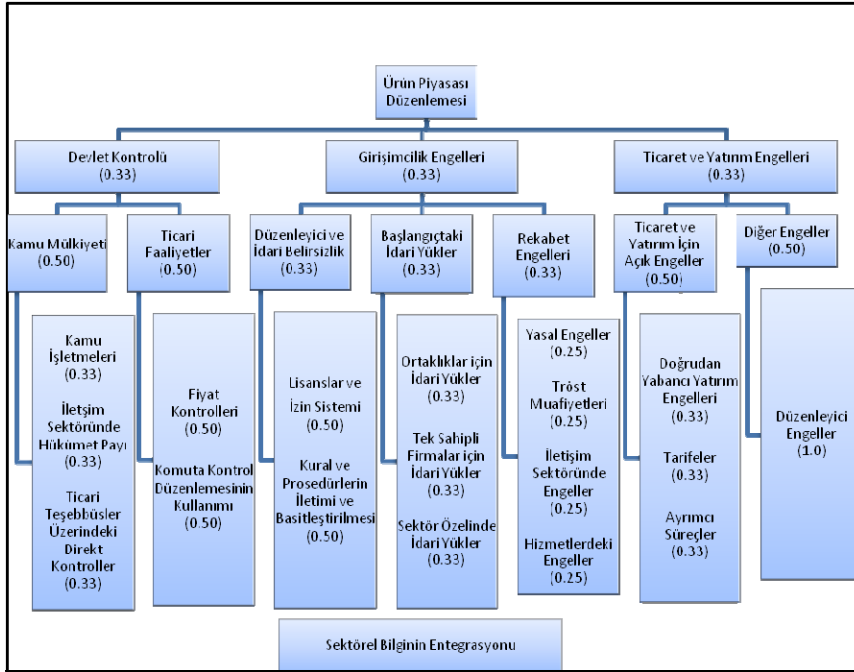 Ürün Piyasası
Düzenlemesi
Devlet Kontrolü
(0.33)
Girişimcilik Engelleri
(0.33)
Ticaret ve Yatırım Engelleri
(0.33)
Kamu Mülkiyeti
(0.50)
Ticari
Faaliyetler
(0.50)
Düzenleyici ve
İdari Belirsizlik
(0.33)
Başlangıçtaki
İdari Yükler
(0.33)
Rekabet
Engelleri
(0.33)
Ticaret ve
Yatırım İçin
Açık Engeller
(0.50)
Diğer Engeller
(0.50)
Kamu
İşletmeleri
(0.33)
İletşim
Sektöründe
Hükümet Payı
(0.33)
Ticari
Teşebbüsler
Üzerindeki
Direkt
Kontroller
(0.33)
Fiyat
Kontrolleri
(0.50)
Komuta Kontrol
Düzenlemesinin
Kullanımı
(0.50)
Lisanslar ve
İzin Sistemi
(0.50)
Kural ve
Prosedürlerin
İletimi ve
Basitleştirilmesi
(0.50)
Ortaklıklar için
İdari Yükler
(0.33)
Tek Sahipli
Firmalar için
İdari Yükler
(0.33)
Sektör Özelinde
İdari Yükler
(0.33)
Yasal Engeller
(0.25)
Tröst
Muafiyetleri
(0.25)
İletişim
Sektöründe
Engeller
(0.25)
Hizmetlerdeki
Engeller
(0.25)
Doğrudan
Yabancı Yatırım
Engelleri
(0.33)
Tarifeler
(0.33)
Ayrımcı
Süreçler
(0.33)
Düzenleyici
Engeller
(1.0)
Sektörel Bilginin Entegrasyonu